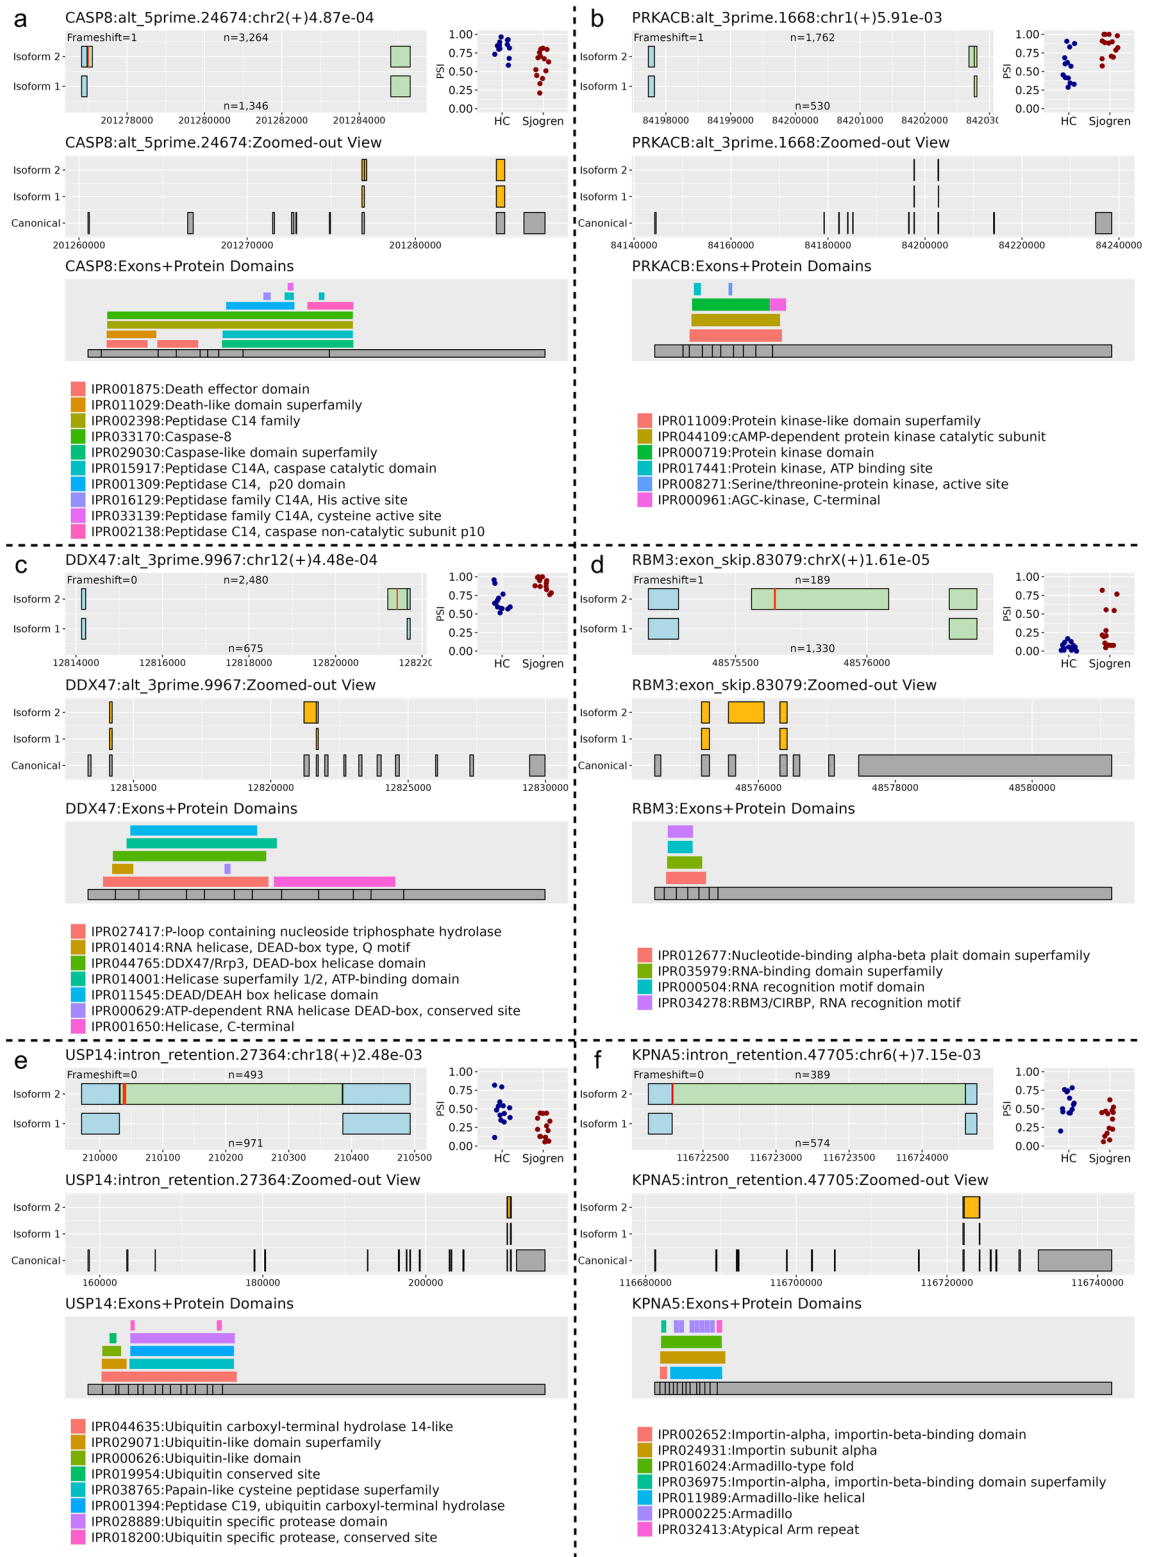 a
CASP8:alt_5prime.24674:chr2(+)4.87e-04
Frameshift=1
n=3,264
Isoform 2
Isoform 1
n=1,346
201278000 201280000 201282000 201284000
PSI
1.00
0.75
0.50
0.25
0.00
HC Sjogren
CASP8:alt_5prime.24674:Zoomed-out View
Isoform 2
Isoform 1
Canonical
201260000 201270000 201280000
CASP8:Exons+Protein Domains
IPR001875:Death effector domain
IPR011029:Death-like domain superfamily
IPR002398:Peptidase C14 family
IPR033170:Caspase-8
IPR029030:Caspase-like domain superfamily
IPR015917:Peptidase C14A, caspase catalytic domain
IPR001309:Peptidase C14, p20 domain
IPR016129:Peptidase family C14A, His active site
IPR033139:Peptidase family C14A, cysteine active site
IPR002138:Peptidase C14, caspase non-catalytic subunit p10
b
PRKACB:alt_3prime.1668:chr1(+)5.91e-03
Frameshift=1
n=1,762
Isoform 2
Isoform 1
n=530
84198000 84199000 84200000 84201000 84202000 842030
PSI
1.00
0.75
0.50
0.25
0.00
HC Sjogren
PRKACB:alt_3prime.1668:Zoomed-out View
Isoform 2
Isoform 1
Canonical
84140000 84160000 84180000 84200000 84220000 84240000
PRKACB:Exons+Protein Domains
IPR011009:Protein kinase-like domain superfamily
IPR044109:cAMP-dependent protein kinase catalytic subunit
IPR000719:Protein kinase domain
IPR017441:Protein kinase, ATP binding site
IPR008271:Serine/threonine-protein kinase, active site
IPR000961:AGC-kinase, C-terminal
c
DDX47:alt_3prime.9967:chr12(+)4.48e-04
Frameshift=0
n=2,480
Isoform 2
Isoform 1
n=675
12814000 12816000 12818000 12820000 128220
PSI
1.00
0.75
0.50
0.25
0.00
HC Sjogren
DDX47:alt_3prime.9967:Zoomed-out View
Isoform 2
Isoform 1
Canonical
12815000 12820000 12825000 12830000
DDX47:Exons+Protein Domains
IPR027417:P-loop containing nucleoside triphosphate hydrolase
IPR014014:RNA helicase, DEAD-box type, Q motif
IPR044765:DDX47/Rrp3, DEAD-box helicase domain
IPR014001:Helicase superfamily 1/2, ATP-binding domain
IPR011545:DEAD/DEAH box helicase domain
IPR000629:ATP-dependent RNA helicase DEAD-box, conserved site
IPR001650:Helicase, C-terminal
d
RBM3:exon_skip.83079:chrX(+)1.61e-05
Frameshift=1
n=189
Isoform 2
Isoform 1
n=1,330
48575500 48576000
PSI
1.00
0.75
0.50
0.25
0.00
HC Sjogren
RBM3:exon_skip.83079:Zoomed-out View
Isoform 2
Isoform 1
Canonical
48576000 48578000 48580000
RBM3:Exons+Protein Domains
IPR012677:Nucleotide-binding alpha-beta plait domain superfamily
IPR035979:RNA-binding domain superfamily
IPR000504:RNA recognition motif domain
IPR034278:RBM3/CIRBP, RNA recognition motif
e
USP14:intron_retention.27364:chr18(+)2.48e-03
Frameshift=0
n=493
Isoform 2
Isoform 1
n=971
210000 210100 210200 210300 210400 210500
PSI
1.00
0.75
0.50
0.25
0.00
HC Sjogren
USP14:intron_retention.27364:Zoomed-out View
Isoform 2
Isoform 1
Canonical
160000 180000 200000
USP14:Exons+Protein Domains
IPR044635:Ubiquitin carboxyl-terminal hydrolase 14-like
IPR029071:Ubiquitin-like domain superfamily
IPR000626:Ubiquitin-like domain
IPR019954:Ubiquitin conserved site
IPR038765:Papain-like cysteine peptidase superfamily
IPR001394:Peptidase C19, ubiquitin carboxyl-terminal hydrolase
IPR028889:Ubiquitin specific protease domain
IPR018200:Ubiquitin specific protease, conserved site
f
KPNA5:intron_retention.47705:chr6(+)7.15e-03
Frameshift=0
n=389
Isoform 2
Isoform 1
n=574
116722500 116723000 116723500 116724000
PSI
1.00
0.75
0.50
0.25
0.00
HC Sjogren
KPNA5:intron_retention.47705:Zoomed-out View
Isoform 2
Isoform 1
Canonical
116680000 116700000 116720000 116740000
KPNA5:Exons+Protein Domains
IPR002652:Importin-alpha, importin-beta-binding domain
IPR024931:Importin subunit alpha
IPR016024:Armadillo-type fold
IPR036975:Importin-alpha, importin-beta-binding domain superfamily
IPR011989:Armadillo-like helical
IPR000225:Armadillo
IPR032413:Atypical Arm repeat